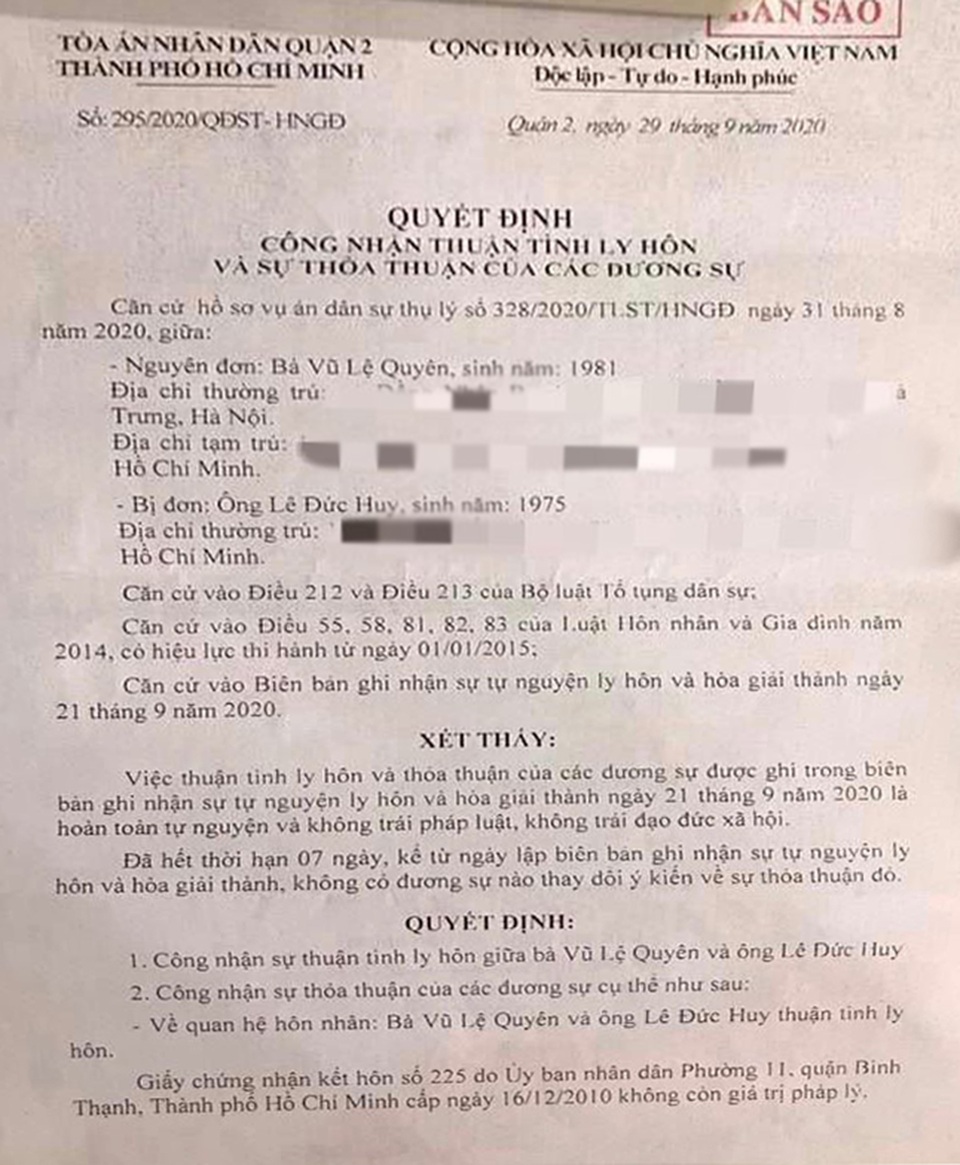 BẢN SAO
TÒA ÁN NHÂN DÂN QUẬN 2
THÀNH PHỐ HỒ CHÍ MINH
CỘNG HÒA XÃ HỘI CHỦ NGHĨA VIỆT NAM
Độc lập - Tự do - Hạnh phúc
Số: 295/2020/QĐST- HNGĐ
Quận 2, ngày 29 tháng 9 năm 2020
QUYẾT ĐỊNH
CÔNG NHẬN THUẬN TÌNH LY HÔN
VÀ SỰ THỎA THUẬN CỦA CÁC ĐƯƠNG SỰ
Căn cứ hồ sơ vụ án dân sự thụ lý số 328/2020/TLST/HNGĐ ngày 31 tháng 8
năm 2020, giữa:
- Nguyên đơn: Bà Vũ Lệ Quyên, sinh năm: 1981
Địa chỉ thường trú:
Trưng, Hà Nội.
Địa chỉ tạm trú:
Hồ Chí Minh.
- Bị đơn: Ông Lê Đức Huy, sinh năm: 1975
Địa chỉ thường trú:
Hồ Chí Minh.
Căn cứ vào Điều 212 và Điều 213 của Bộ luật Tố tụng dân sự;
Căn cứ vào Điều 55, 58, 81, 82, 83 của Luật Hôn nhân và Gia đình năm
2014, có hiệu lực thi hành từ ngày 01/01/2015;
Căn cứ vào Biên bản ghi nhận sự tự nguyện ly hôn và hòa giải thành ngày
21 tháng 9 năm 2020.
XÉT THẤY:
Việc thuận tình ly hôn và thỏa thuận của các đương sự được ghi trong biên
bản ghi nhận sự tự nguyện ly hôn và hòa giải thành ngày 21 tháng 9 năm 2020 là
hoàn toàn tự nguyện và không trái pháp luật, không trái đạo đức xã hội.
Đã hết thời hạn 07 ngày, kể từ ngày lập biên bản ghi nhận sự tự nguyện ly
hôn và hòa giải thành, không có đương sự nào thay đổi ý kiến về sự thỏa thuận đó.
QUYẾT ĐỊNH:
1. Công nhận sự thuận tình ly hôn giữa bà Vũ Lệ Quyên và ông Lê Đức Huy
2. Công nhận sự thỏa thuận của các đương sự cụ thể như sau:
- Về quan hệ hôn nhân: Bà Vũ Lệ Quyên và ông Lê Đức Huy thuận tình ly
hôn.
Giấy chứng nhận kết hôn số 225 do Ủy ban nhân dân Phường 11, quận Bình
Thạnh, Thành phố Hồ Chí Minh cấp ngày 16/12/2010 không còn giá trị pháp lý.